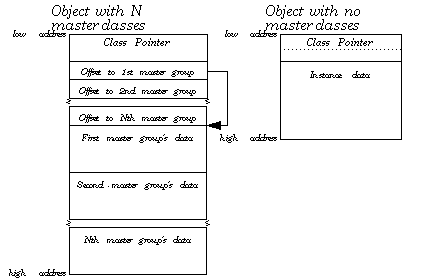 Object with N
master classes
low address
Class Pointer
Offset to 1st master group
Offset to 2nd master group
Offset to Nth master group
First master group's data
Second master group's data
Nth master group's data
high address
Object with no
master classes
low address
Class Pointer
Instance data
high address